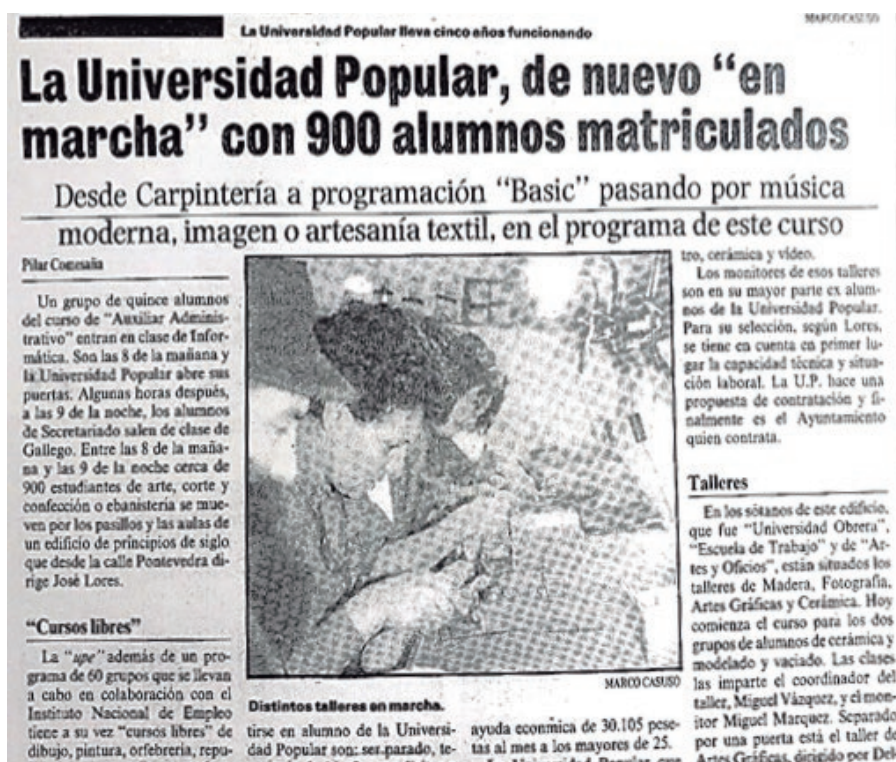 MARCO CASUSO
La Universidad Popular lleva cinco años funcionando
La Universidad Popular, de nuevo “en
marcha” con 900 alumnos matriculados
Desde Carpintería a programación “Basic” pasando por música
moderna, imagen o artesanía textil, en el programa de este curso
Pilar Comesaña
Un grupo de quince alumnos
del curso de “Auxiliar Adminis-
trativo” entran en clase de Infor-
mática. Son las 8 de la mañana y
la Universidad Popular abre sus
puertas. Algunas horas después,
a las 9 de la noche, los alumnos
de Secretariado salen de clase de
Gallego. Entre las 8 de la maña-
na y las 9 de la noche cerca de
900 estudiantes de arte, corte y
confección o ebanistería se mue-
ven por los pasillos y las aulas de
un edificio de principios de siglo
que desde la calle Pontevedra di-
rige José Lores.
“Cursos libres”
La “upe” además de un pro-
grama de 60 grupos que se llevan
a cabo en colaboración con el
Instituto Nacional de Empleo
tiene a su vez “cursos libres” de
dibujo, pintura, orfebrería, repu-
MARCO CASUSO
Distintos talleres en marcha.
tirse en alumno de la Universi-
dad Popular son: ser parado, te-
ayuda econmica de 30.105 pese-
tas al mes a los mayores de 25.
tro, cerámica y vídeo.
Los monitores de esos talleres
son en su mayor parte ex alum-
nos de la Universidad Popular.
Para su selección, según Lores,
se tiene en cuenta en primer lu-
gar la capacidad técnica y situa-
ción laboral. La U.P. hace una
propuesta de contratación y fi-
nalmente es el Ayuntamiento
quien contrata.
Talleres
En los sótanos de este edificio,
que fue “Universidad Obrera”,
“Escuela de Trabajo” y de “Ar-
tes y Oficios”, están situados los
talleres de Madera, Fotografía,
Artes Gráficas y Cerámica. Hoy
comienza el curso para los dos
grupos de alumnos de cerámica y
modelado y vaciado. Las clases
las imparte el coordinador del
taller, Miguel Vázquez, y el mon-
itor Miguel Marquez. Separado
por una puerta está el taller de
Artes Gráficas, dirigido por Del-